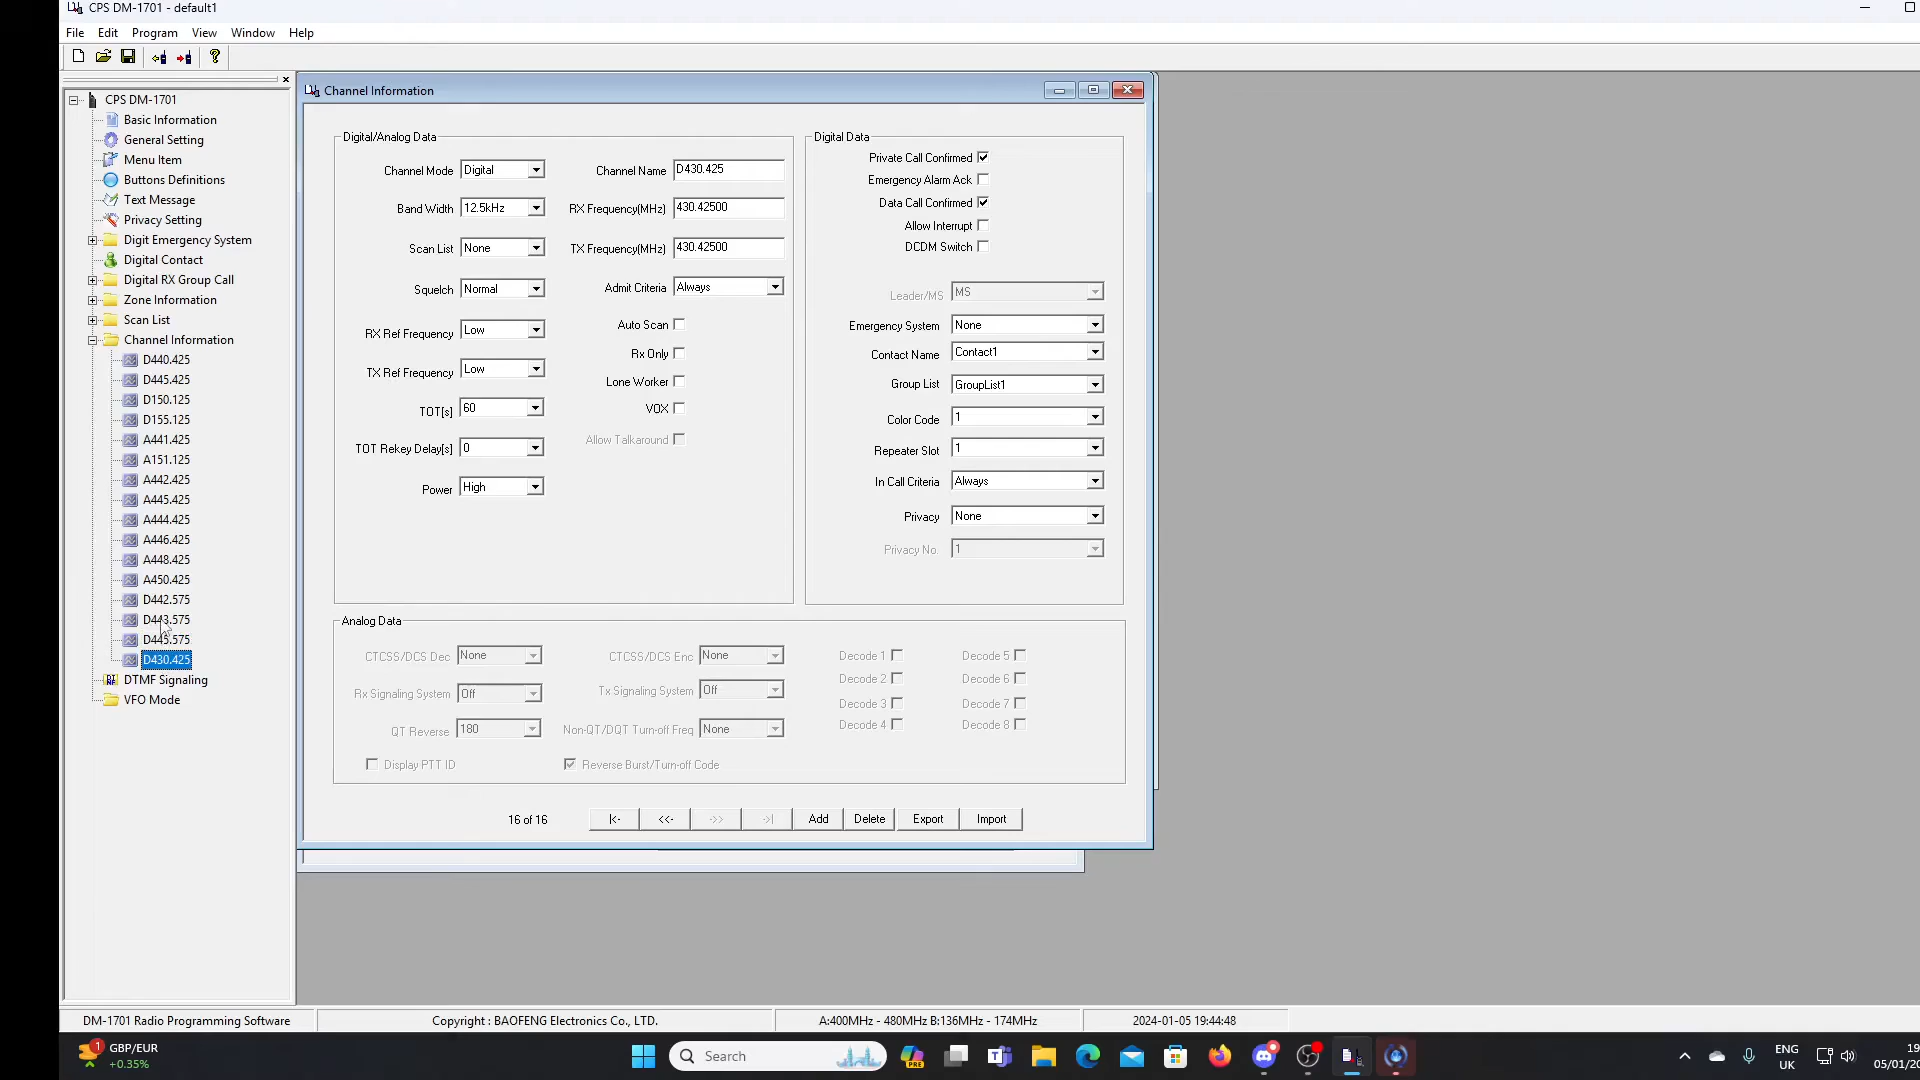 CPS DM-1701 - default1
File Edit Program View Window Help
CPS DM-1701
Basic Information
General Setting
Menu Item
Buttons Definitions
Text Message
Privacy Setting
Digit Emergency System
Digital Contact
Digital RX Group Call
Zone Information
Scan List
Channel Information
D440.425
D445.425
D150.125
D155.125
A441.425
A151.125
A442.425
A445.425
A444.425
A446.425
A448.425
A450.425
D442.575
D443.575
D445.575
D430.425
DTMF Signaling
VFO Mode
Channel Information
Digital/Analog Data
Channel Mode Digital
Band Width 12.5kHz
Scan List None
Squelch Normal
RX Ref Frequency Low
TX Ref Frequency Low
TOT[s] 60
TOT Rekey Delay[s] 0
Power High
Channel Name D430.425
RX Frequency(MHz) 430.42500
TX Frequency(MHz) 430.42500
Admit Criteria Always
Auto Scan
Rx Only
Lone Worker
VOX
Allow Talkaround
Digital Data
Private Call Confirmed
Emergency Alarm Ack
Data Call Confirmed
Allow Interrupt
DCDM Switch
Leader/MS MS
Emergency System None
Contact Name Contact1
Group List GroupList1
Color Code 1
Repeater Slot 1
In Call Criteria Always
Privacy None
Privacy No. 1
Analog Data
CTCSS/DCS Dec None
Rx Signaling System Off
QT Reverse 180
Display PTT ID
CTCSS/DCS Enc None
Tx Signaling System Off
Non-QT/DQT Turn-off Freq None
Reverse Burst/Turn-off Code
Decode 1
Decode 2
Decode 3
Decode 4
Decode 5
Decode 6
Decode 7
Decode 8
16 of 16 |<- <<- ->> ->| Add Delete Export Import
DM-1701 Radio Programming Software Copyright : BAOFENG Electronics Co., LTD. A:400MHz - 480MHz B:136MHz - 174MHz 2024-01-05 19:44:48
1
GBP/EUR
+0.35%
Search
PRE
ENG
UK
19
05/01/20